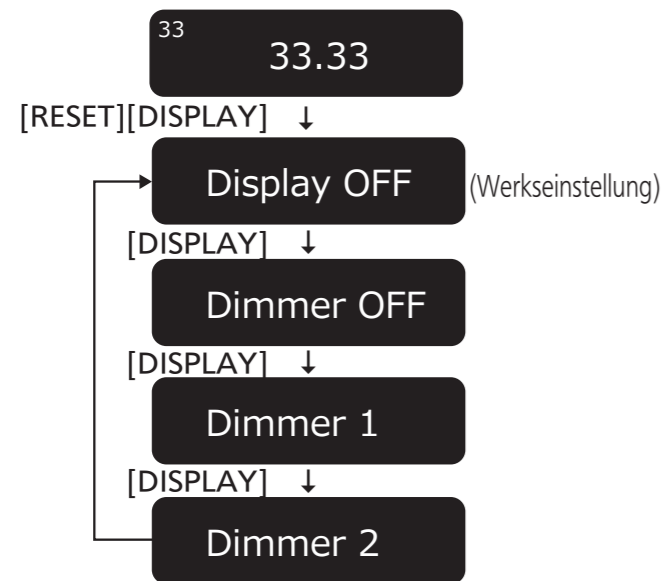 33
33.33
[RESET][DISPLAY] ↓
Display OFF (Werkseinstellung)
[DISPLAY] ↓
Dimmer OFF
[DISPLAY] ↓
Dimmer 1
[DISPLAY] ↓
Dimmer 2